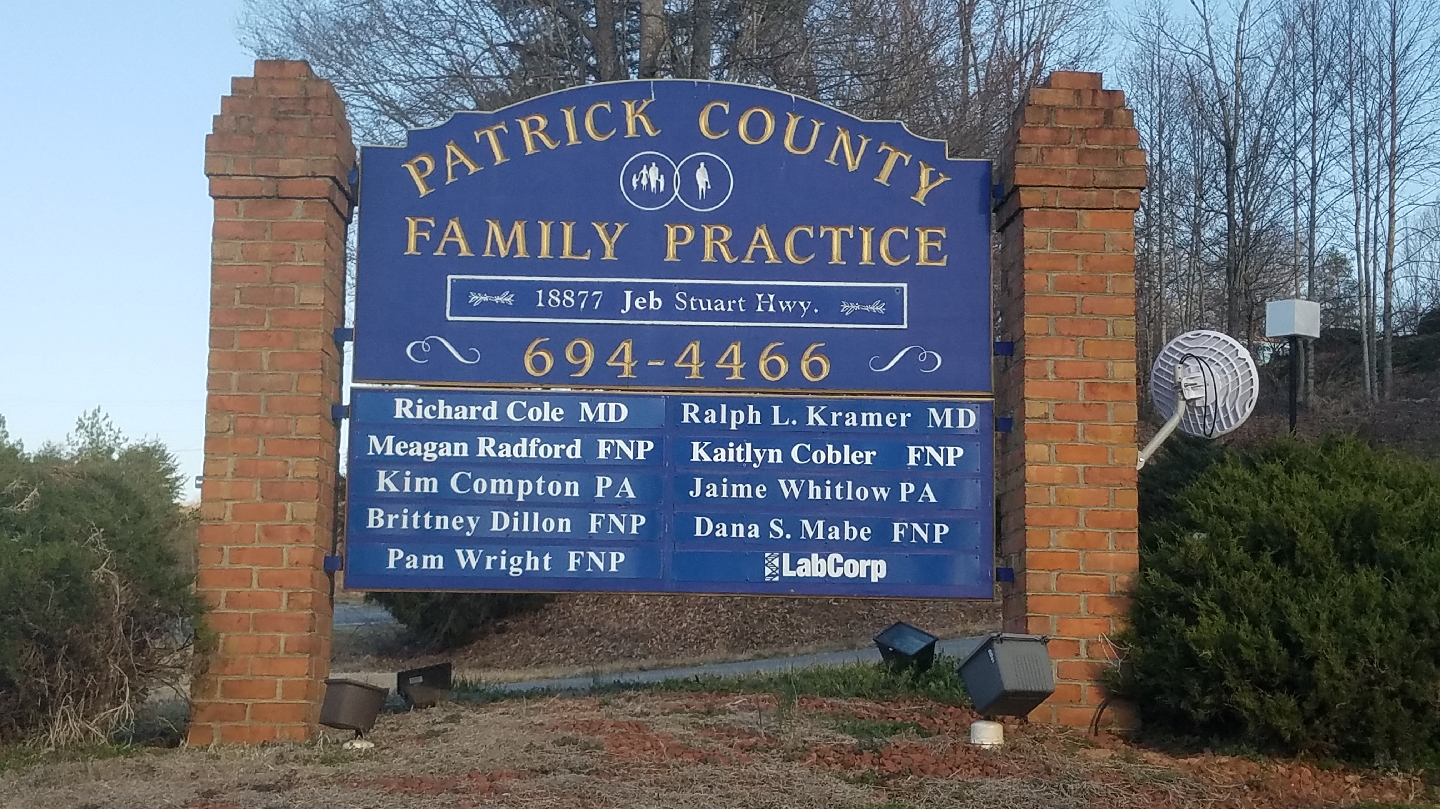 PATRICK COUNTY
FAMILY PRACTICE
18877 Jeb Stuart Hwy.
694-4466
Richard Cole MD
Ralph L. Kramer MD
Meagan Radford FNP
Kaitlyn Cobler FNP
Kim Compton PA
Jaime Whitlow PA
Brittney Dillon FNP
Dana S. Mabe FNP
Pam Wright FNP
LabCorp